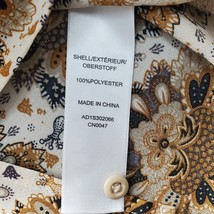 SHELL/EXTÉRIEUR/
OBERSTOFF
100%POLYESTER
MADE IN CHINA
AD1S302086
CN0047